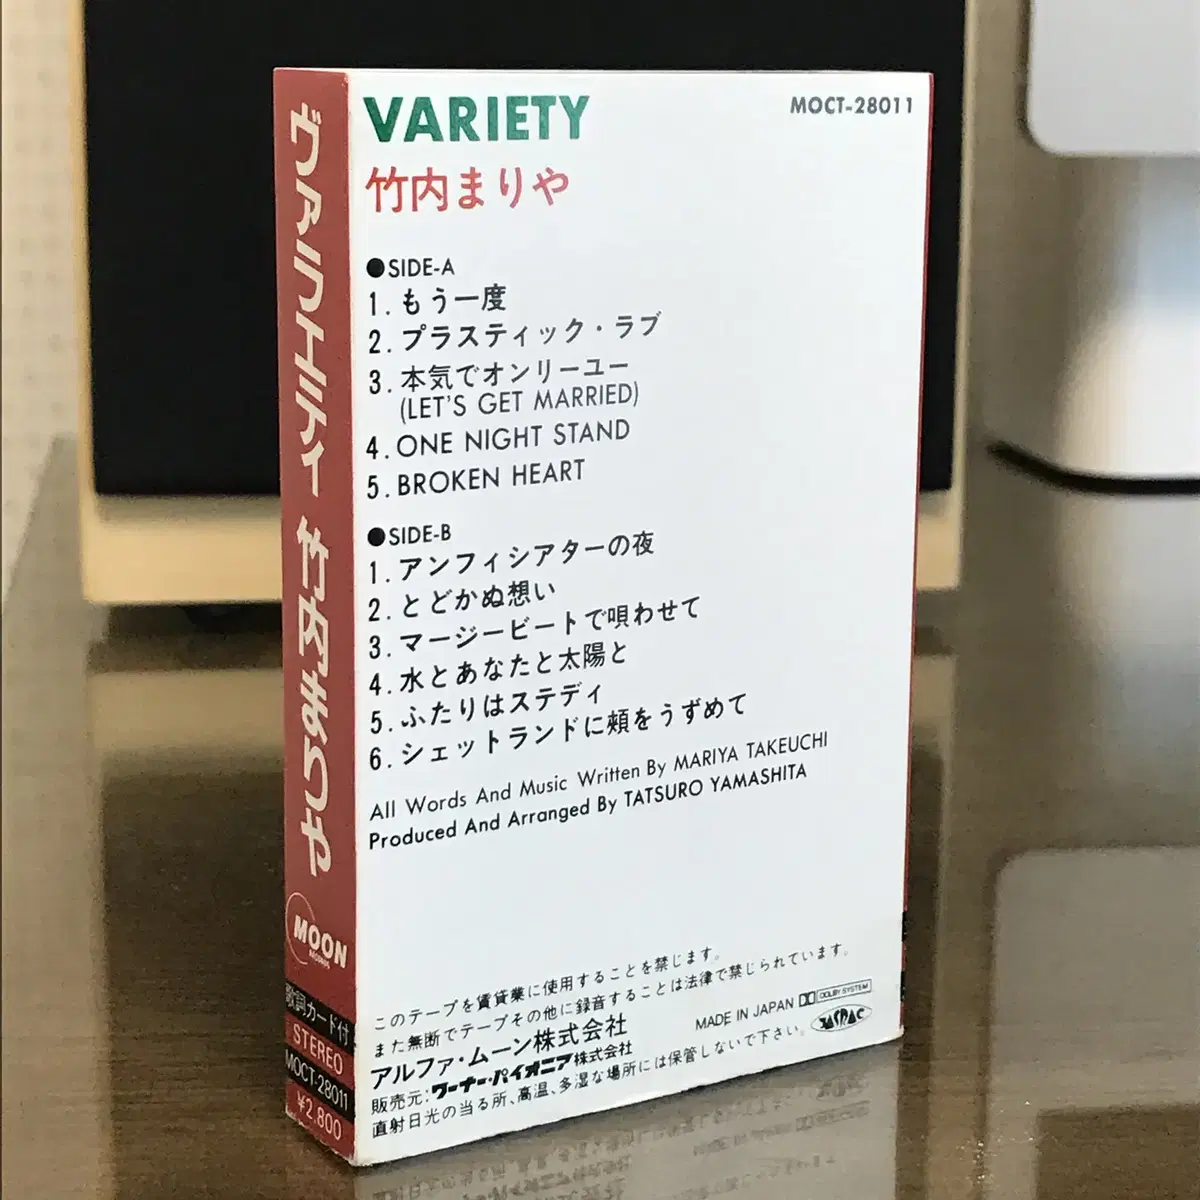 ヴァラエティ 竹内まりや
MOON
RECORDS
歌詞カード付
STEREO
MOCT-28011
¥2,800
VARIETY
MOCT-28011
竹内まりや
●SIDE-A
1.もう一度
2.プラスティック・ラブ
3.本気でオンリーユー
(LET'S GET MARRIED)
4.ONE NIGHT STAND
5.BROKEN HEART
●SIDE-B
1.アンフィシアターの夜
2.とどかぬ想い
3.マージービートで唄わせて
4.水とあなたと太陽と
5.ふたりはステディ
6.シェットランドに頬をうずめて
All Words And Music Written By MARIYA TAKEUCHI
Produced And Arranged By TATSURO YAMASHITA
このテープを賃貸業に使用することを禁じます。
また無断でテープその他に録音することは法律で禁じられています。
アルファ・ムーン株式会社
MADE IN JAPAN
DOLBY SYSTEM
JASRAC
販売元:ワーナー・パイオニア株式会社
直射日光の当る所、高温、多湿な場所には保管しないで下さい。